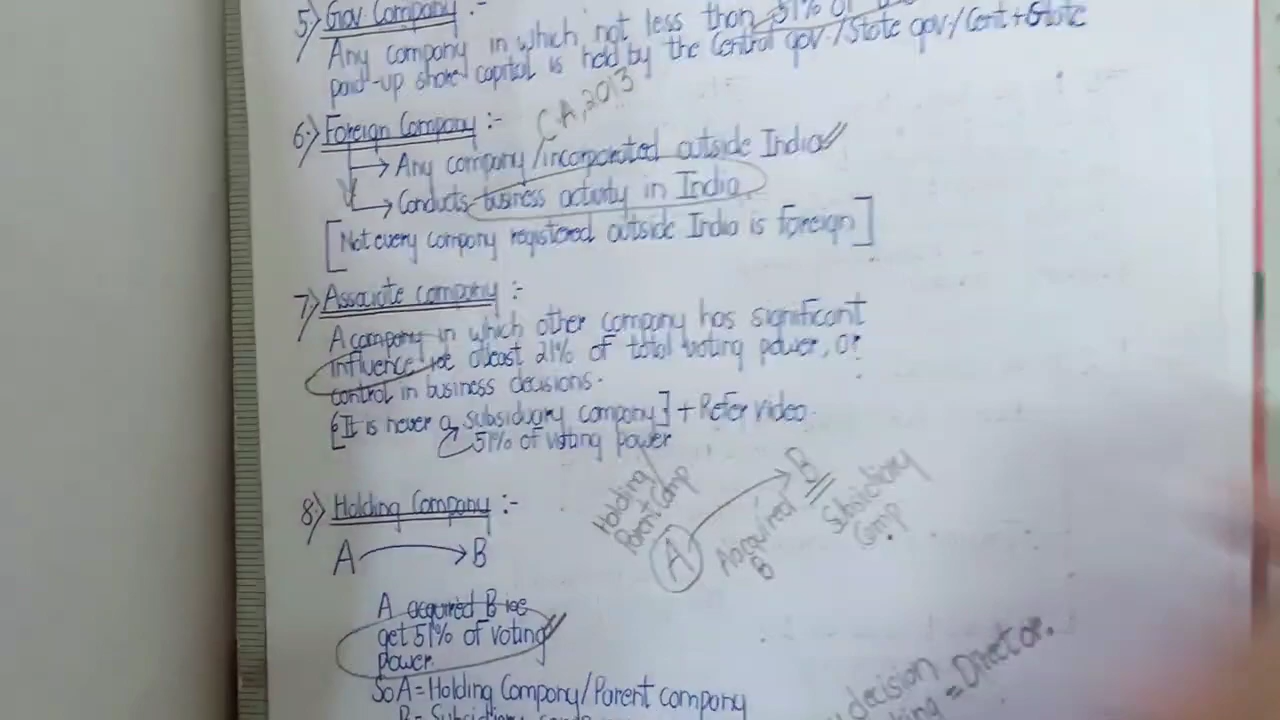 5) Gov Company :-
Any company in which not less than 51% of
paid-up share capital is held by the Central gov./State gov/Cent+State
C.A, 2013
6) Foreign Company :-
→ Any company /incorporated outside India
→ Conducts business activity in India
[Not every company registered outside India is foreign]
7) Associate company :-
A company in which other company has significant
influence ie atleast 21% of total voting power, or
control in business decisions.
[It is never a subsidiary company] + Refer video.
51% of voting power
8) Holding Company :-
A → B
Holding/
Parent Comp
A → B
Acquired
B
Subsidiary
Comp
A acquired B ie
get 51% of voting
power.
So A = Holding Company/Parent company
B = Subsidiary
decision
= Director.